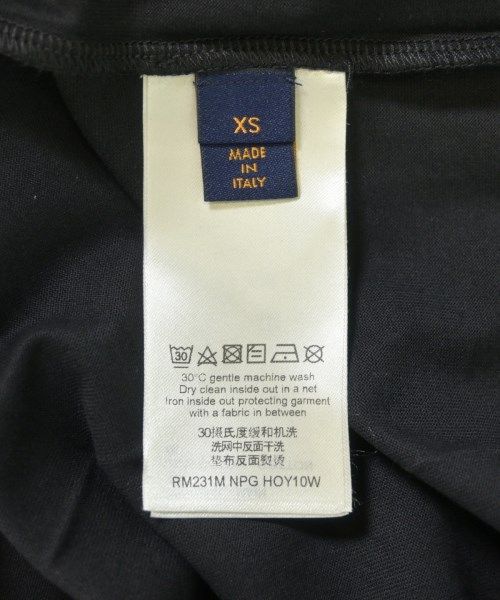 XS
MADE
IN
ITALY
30
30°C gentle machine wash
Dry clean inside out in a net
Iron inside out protecting garment
with a fabric in between
30摄氏度缓和机洗
洗网中反面干洗
垫布反面熨烫
RM231M NPG HOY10W